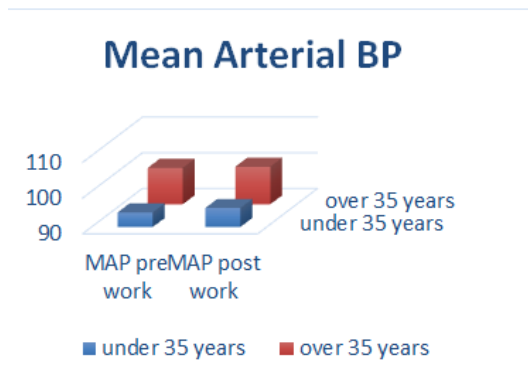 Mean Arterial BP
110
100
90
over 35 years
under 35 years
MAP pre work
MAP post work
under 35 years
over 35 years